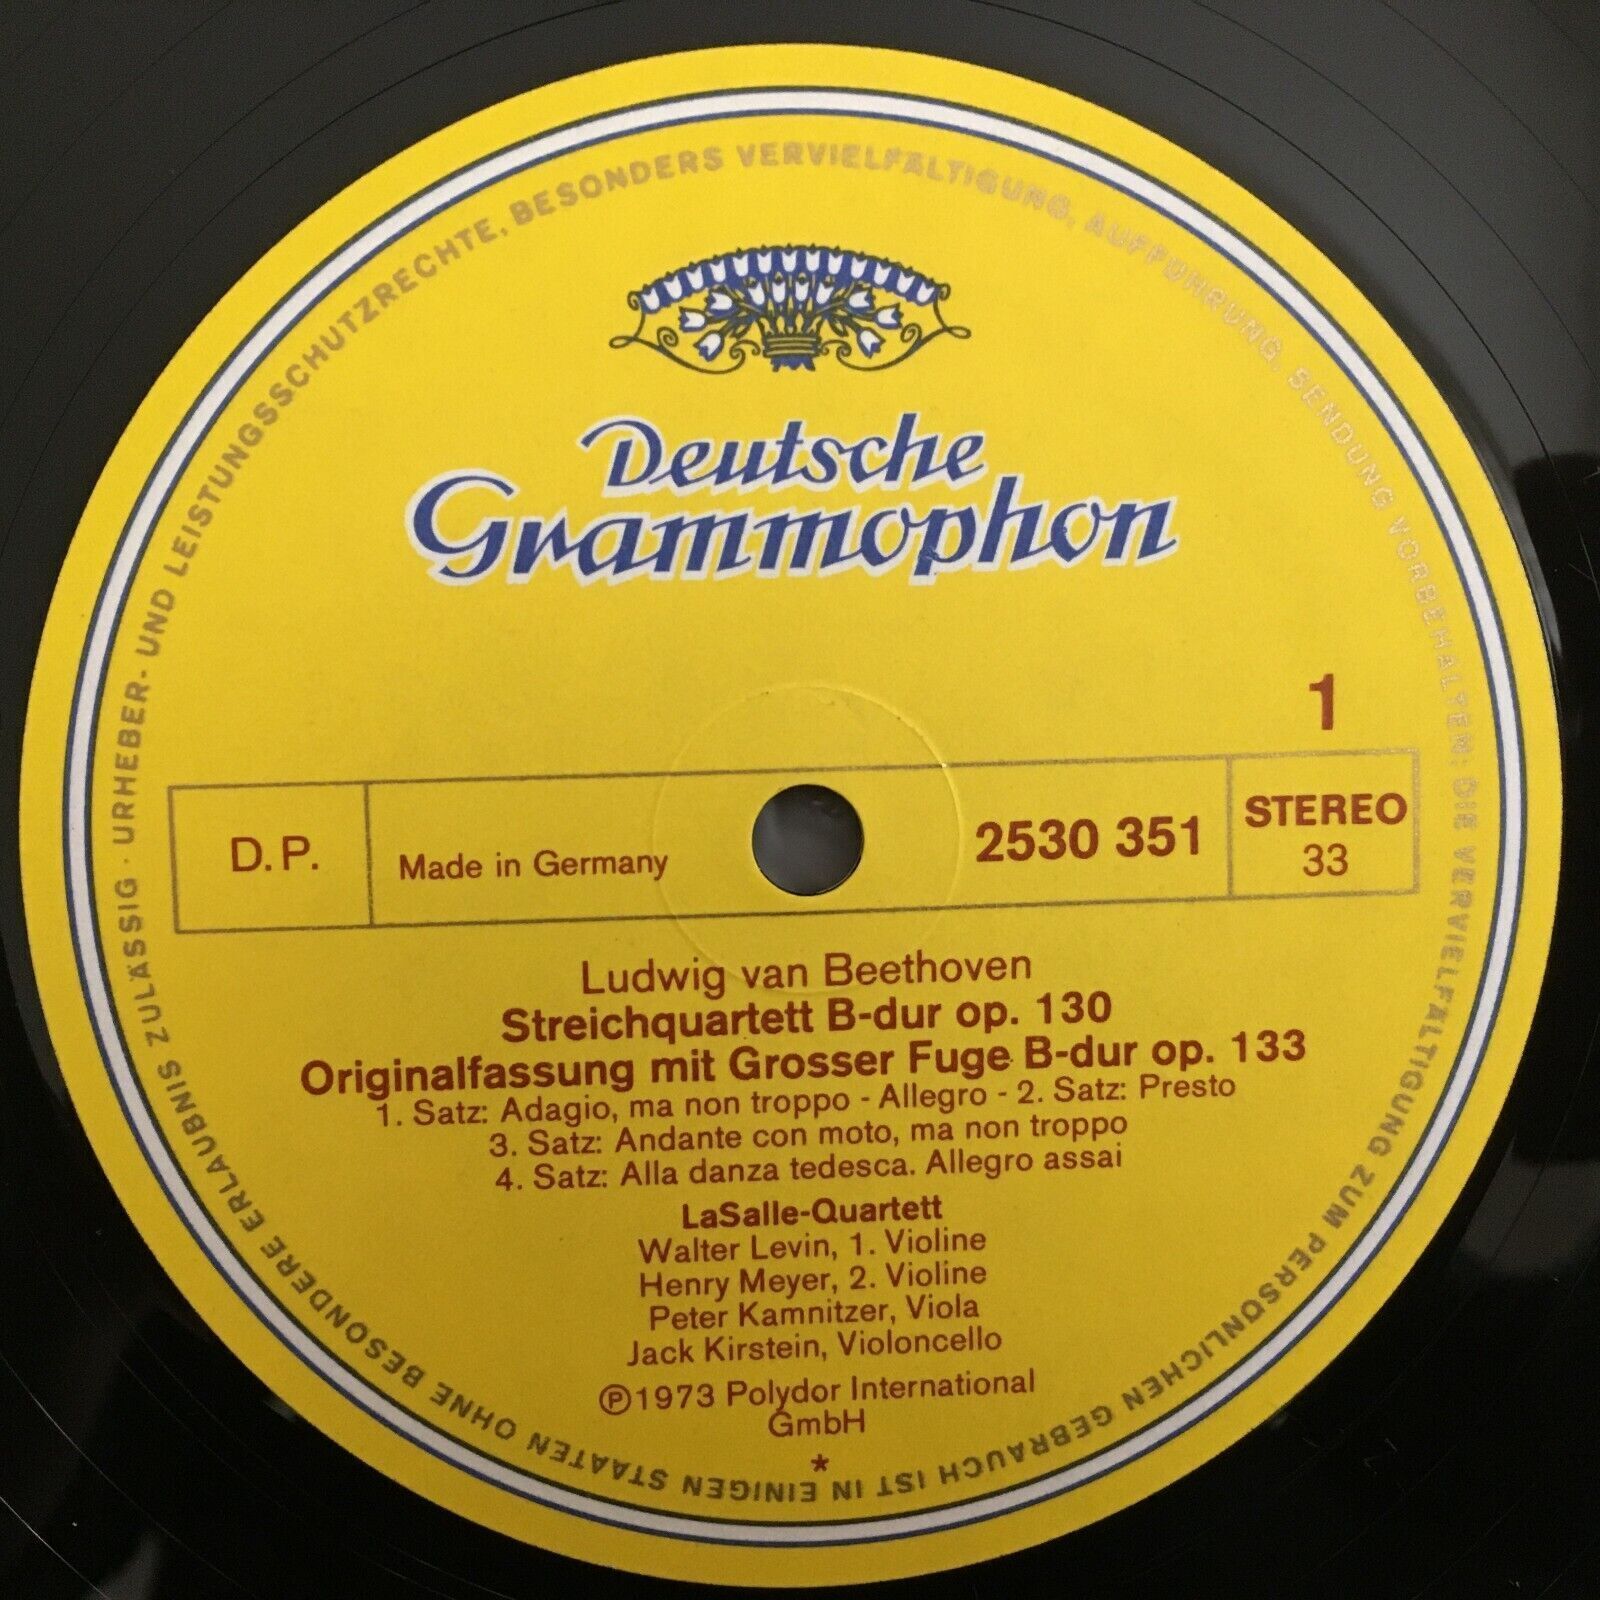 Deutsche
Grammophon
1
D.P.
Made in Germany
2530 351
STEREO
33
Ludwig van Beethoven
Streichquartett B-dur op. 130
Originalfassung mit Grosser Fuge B-dur op. 133
1. Satz: Adagio, ma non troppo - Allegro - 2. Satz: Presto
3. Satz: Andante con moto, ma non troppo
4. Satz: Alla danza tedesca. Allegro assai
LaSalle-Quartett
Walter Levin, 1. Violine
Henry Meyer, 2. Violine
Peter Kamnitzer, Viola
Jack Kirstein, Violoncello
Ⓟ1973 Polydor International
GmbH
*
URHEBER- UND LEISTUNGSSCHUTZRECHTE, BESONDERS VERVIELFÄLTIGUNG, AUFFÜHRUNG, SENDUNG VORBEHALTEN; DIE VERVIELFÄLTIGUNG ZUM PERSÖNLICHEN GEBRAUCH IST IN EINIGEN STAATEN OHNE BESONDERE ERLAUBNIS ZULÄSSIG ·